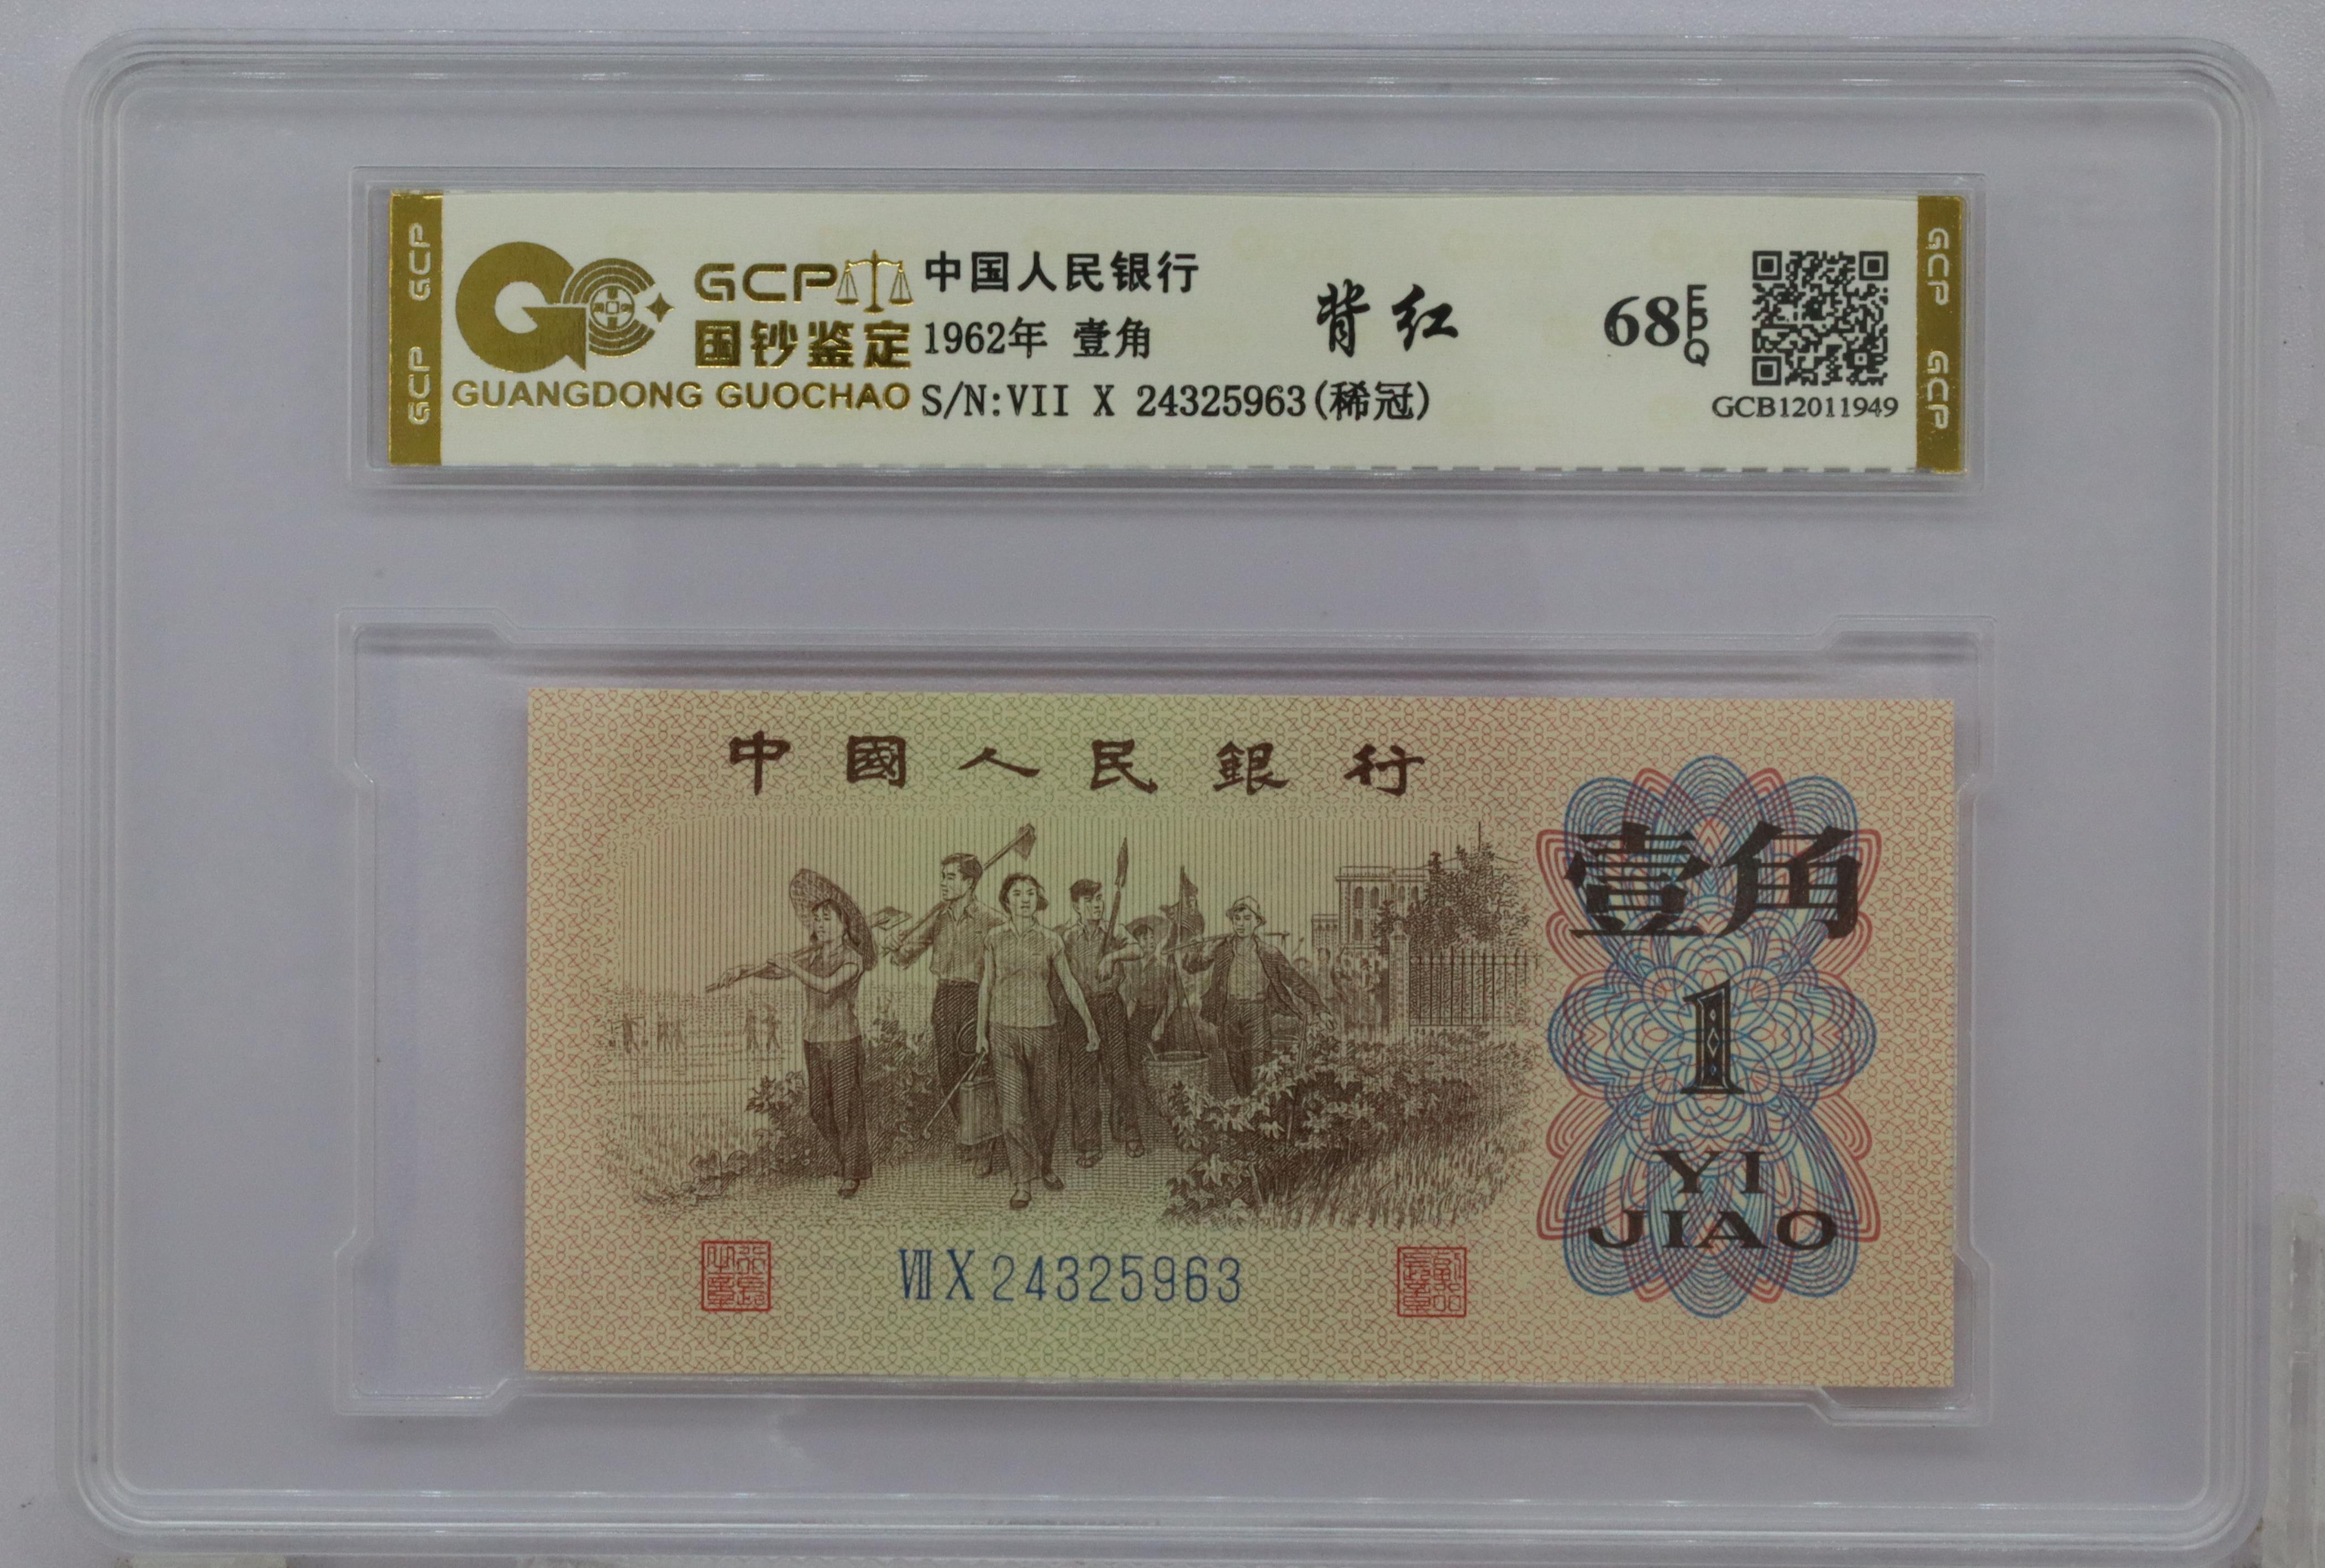 GCP GCP
GCP
国钞鉴定
GUANGDONG GUOCHAO
中国人民银行
1962年 壹角
S/N:VII X 24325963(稀冠)
背红
68 EPQ
GCB12011949
GCP GCP
中國人民銀行
壹角
1
YI
JIAO
VII X 24325963